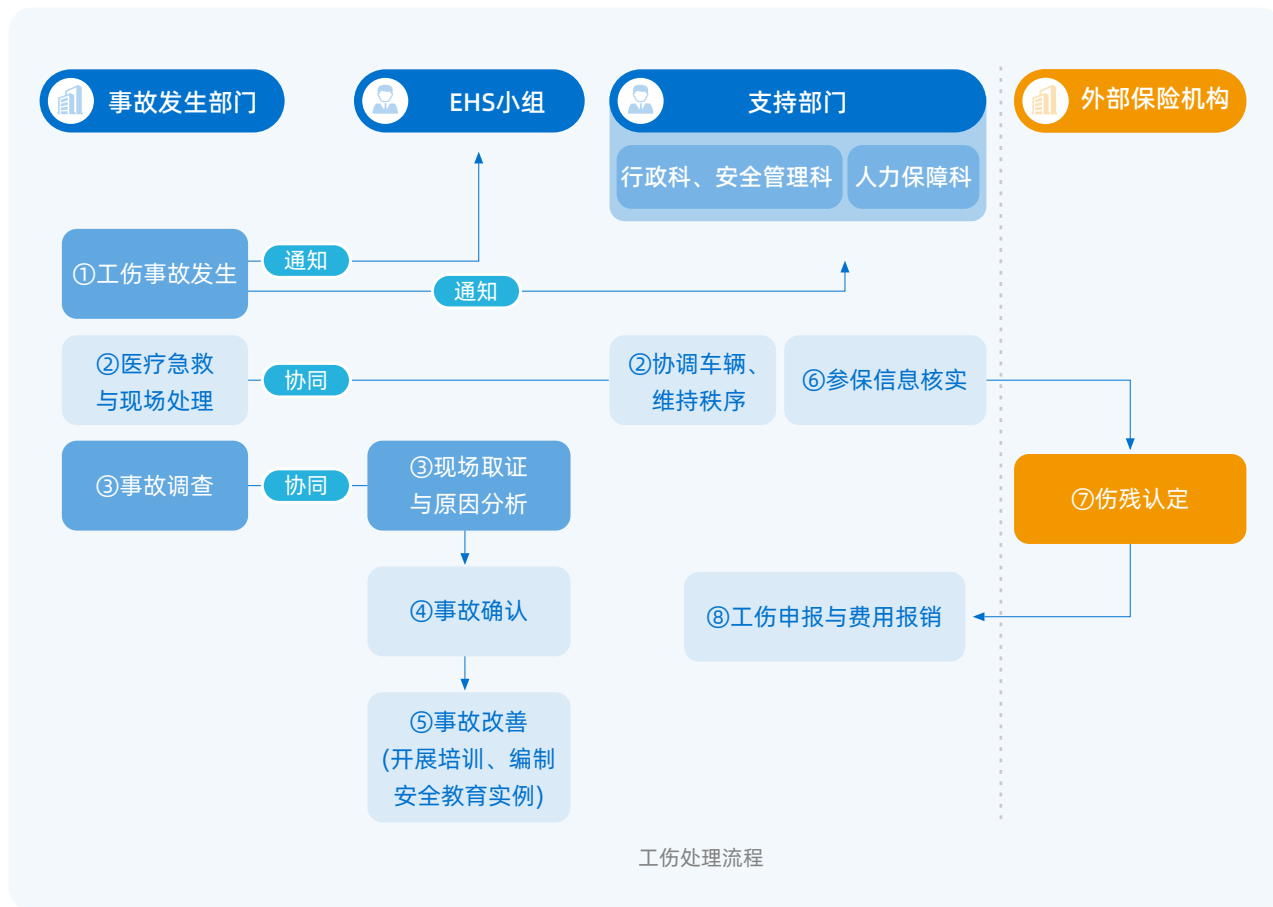 事故发生部门
EHS小组
支持部门
外部保险机构
行政科、安全管理科
人力保障科
①工伤事故发生
通知
通知
②医疗急救
与现场处理
协同
②协调车辆、
维持秩序
⑥参保信息核实
③事故调查
协同
③现场取证
与原因分析
⑦伤残认定
④事故确认
⑧工伤申报与费用报销
⑤事故改善
(开展培训、编制
安全教育实例)
工伤处理流程